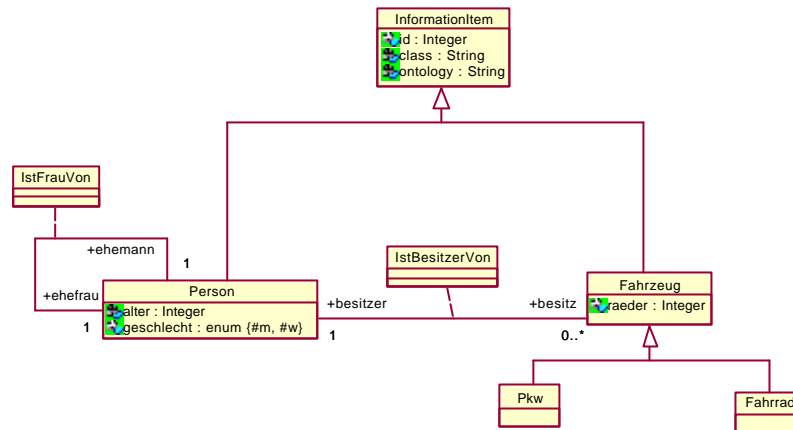 InformationItem
id : Integer
class : String
ontology : String
IstFrauVon
+ehemann
1
IstBesitzerVon
+ehefrau
1
Person
alter : Integer
geschlecht : enum {#m, #w}
+besitzer
1
+besitz
0..*
Fahrzeug
raeder : Integer
Pkw
Fahrrad